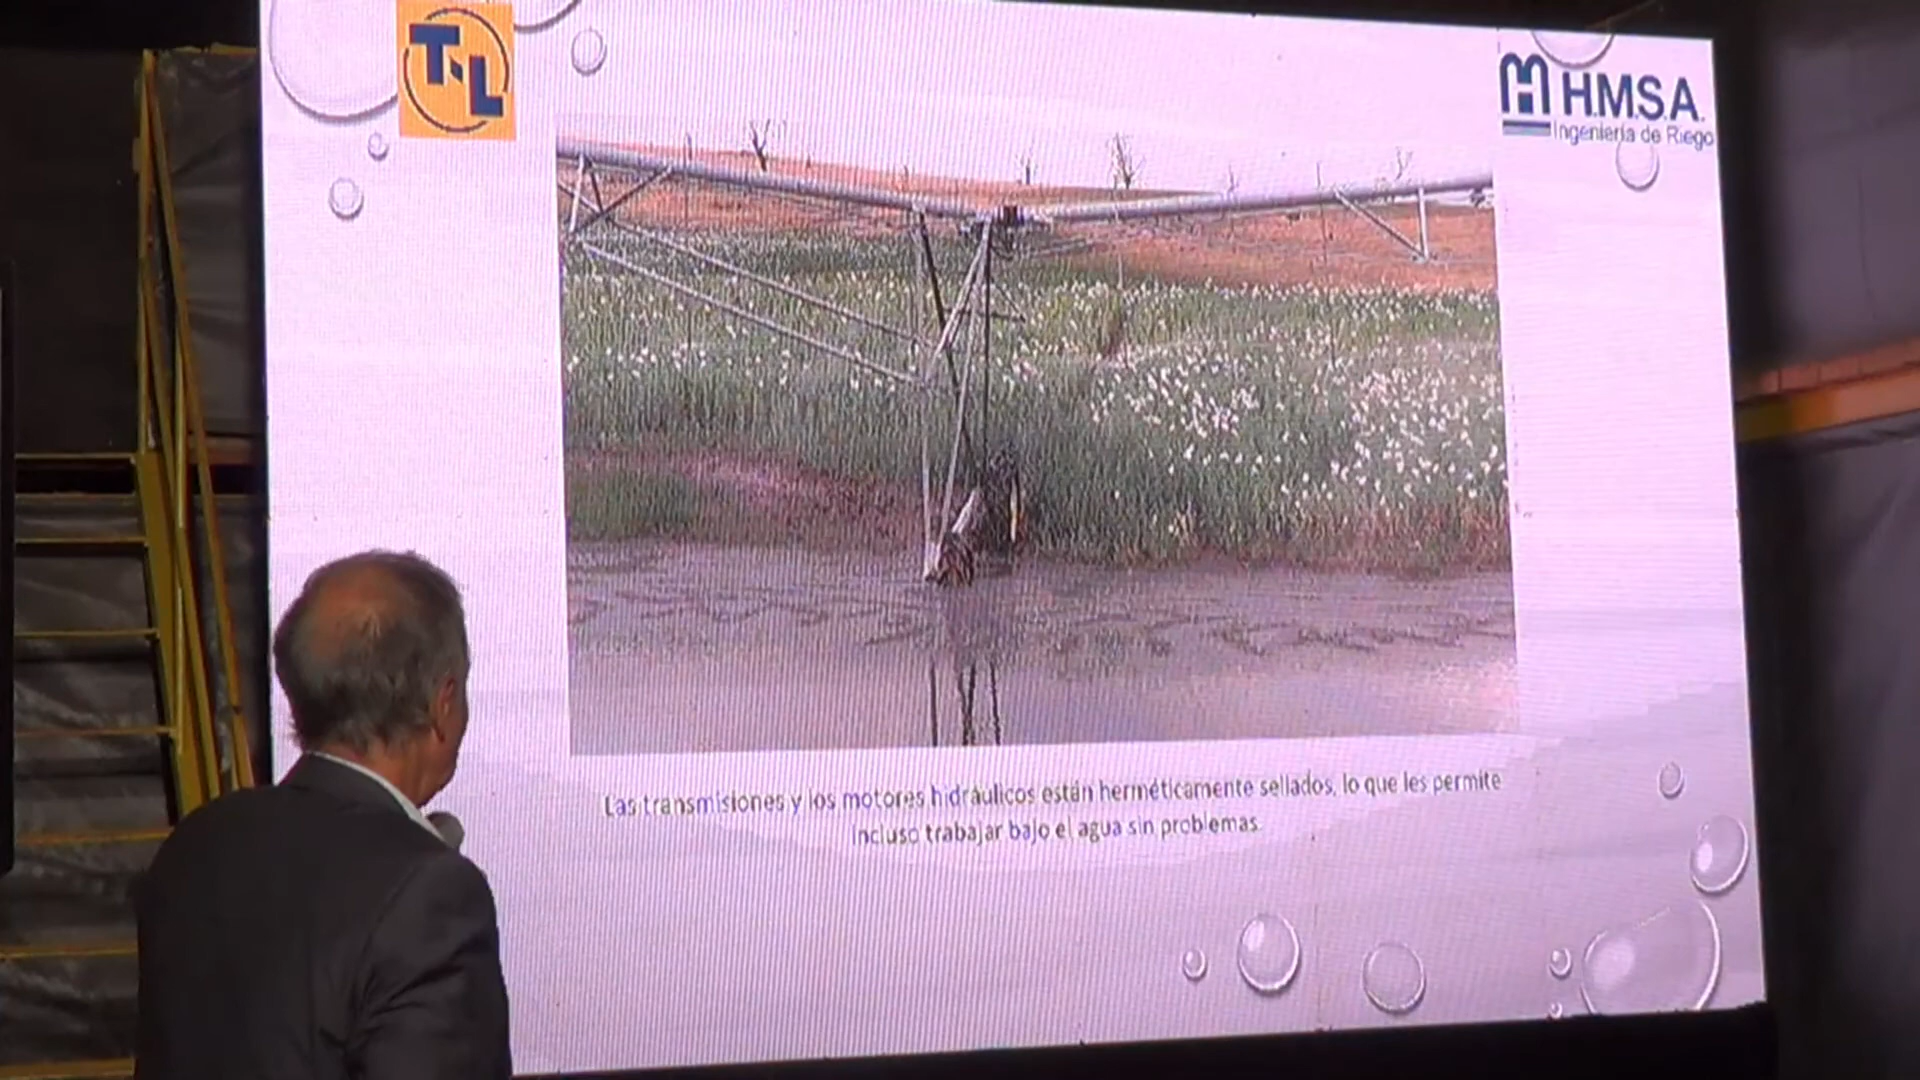 T·L
H.M.S.A.
Ingeniería de Riego
Las transmisiones y los motores hidráulicos están herméticamente sellados, lo que les permite
incluso trabajar bajo el agua sin problemas.